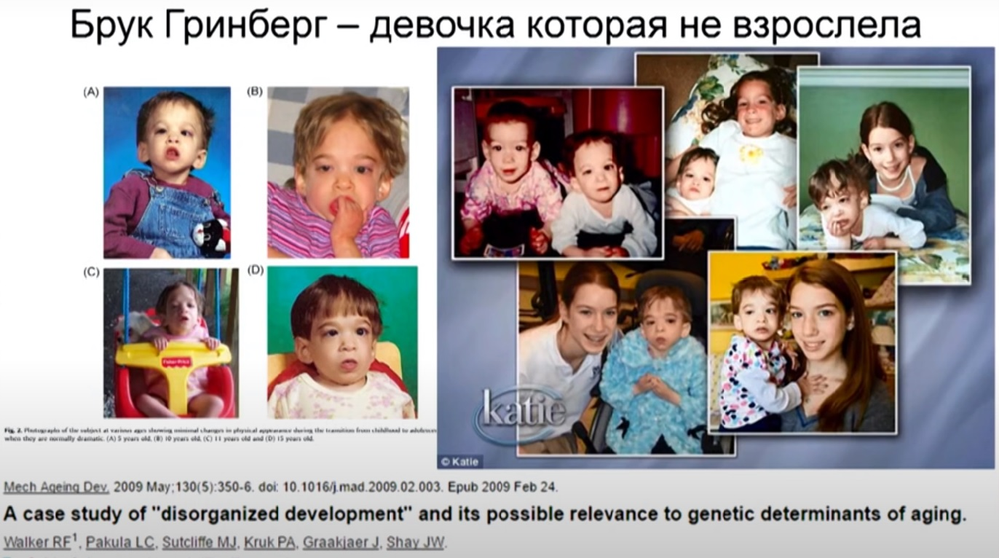 Брук Гринберг – девочка которая не взрослела
(A)
(B)
(C)
(D)
Fisher-Price
Fig. 2. Photographs of the subject at various ages showing minimal changes in physical appearance during the transition from childhood to adolescen
when they are normally dramatic. (A) 5 years old, (B) 10 years old, (C) 11 years old and (D) 15 years old.
katie
© Katie
Mech Ageing Dev. 2009 May;130(5):350-6. doi: 10.1016/j.mad.2009.02.003. Epub 2009 Feb 24.
A case study of "disorganized development" and its possible relevance to genetic determinants of aging.
Walker RF1, Pakula LC, Sutcliffe MJ, Kruk PA, Graakjaer J, Shay JW.